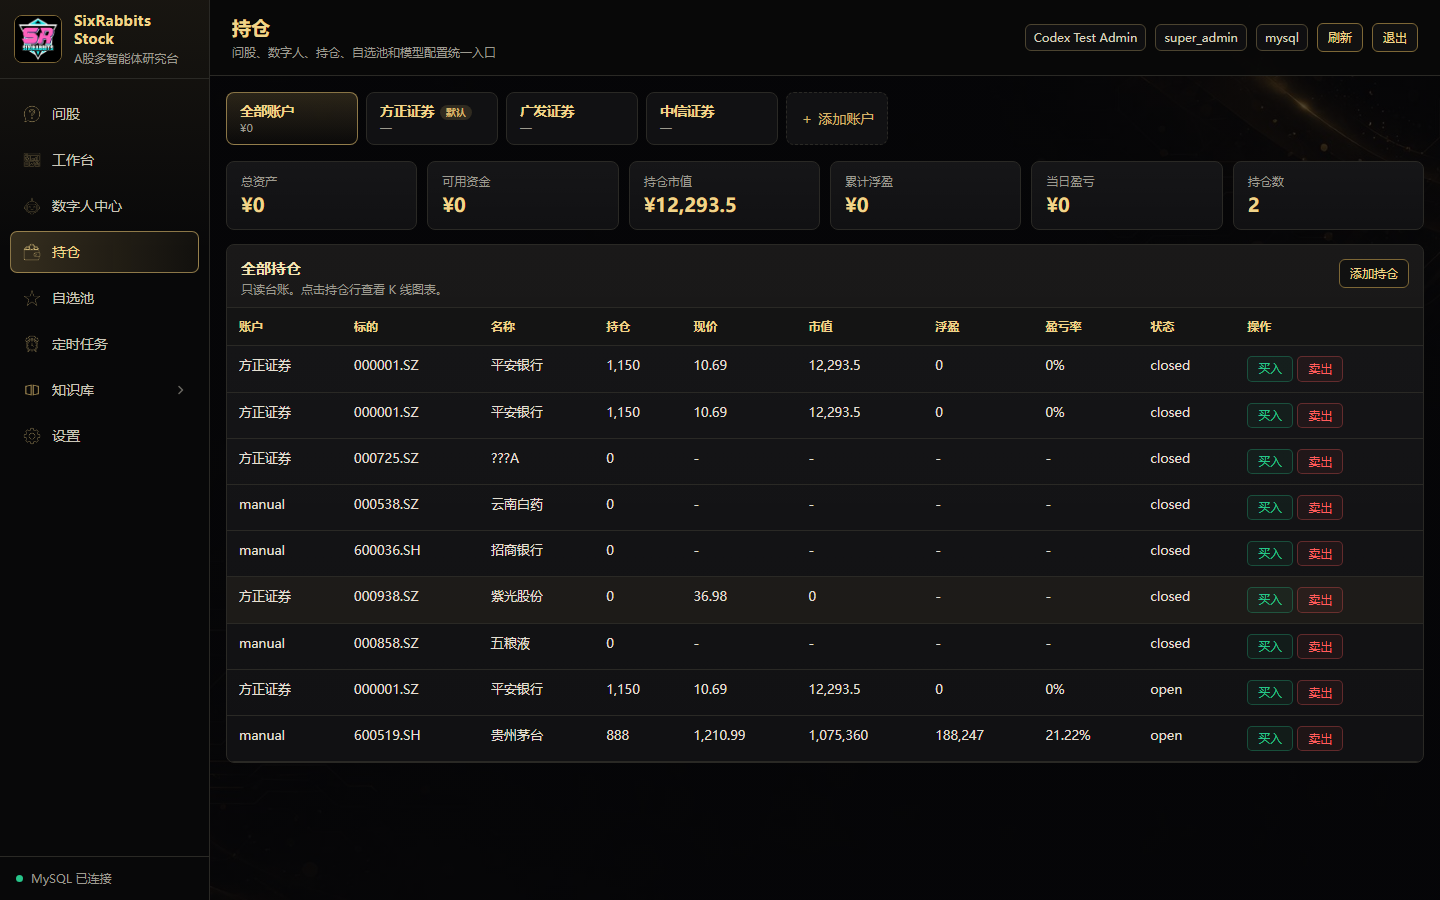 SixRabbits
Stock
A股多智能体研究台
SR
SIXRABBITS
问股
工作台
数字人中心
持仓
自选池
定时任务
知识库
设置
MySQL 已连接
持仓
问股、数字人、持仓、自选池和模型配置统一入口
Codex Test Admin super_admin mysql 刷新 退出
全部账户
¥0
方正证券 默认
—
广发证券
—
中信证券
—
+ 添加账户
总资产
¥0
可用资金
¥0
持仓市值
¥12,293.5
累计浮盈
¥0
当日盈亏
¥0
持仓数
2
全部持仓
只读台账。点击持仓行查看 K 线图表。
添加持仓
账户 标的 名称 持仓 现价 市值 浮盈 盈亏率 状态 操作
方正证券 000001.SZ 平安银行 1,150 10.69 12,293.5 0 0% closed 买入 卖出
方正证券 000001.SZ 平安银行 1,150 10.69 12,293.5 0 0% closed 买入 卖出
方正证券 000725.SZ ???A 0 - - - - closed 买入 卖出
manual 000538.SZ 云南白药 0 - - - - closed 买入 卖出
manual 600036.SH 招商银行 0 - - - - closed 买入 卖出
方正证券 000938.SZ 紫光股份 0 36.98 0 - - closed 买入 卖出
manual 000858.SZ 五粮液 0 - - - - closed 买入 卖出
方正证券 000001.SZ 平安银行 1,150 10.69 12,293.5 0 0% open 买入 卖出
manual 600519.SH 贵州茅台 888 1,210.99 1,075,360 188,247 21.22% open 买入 卖出